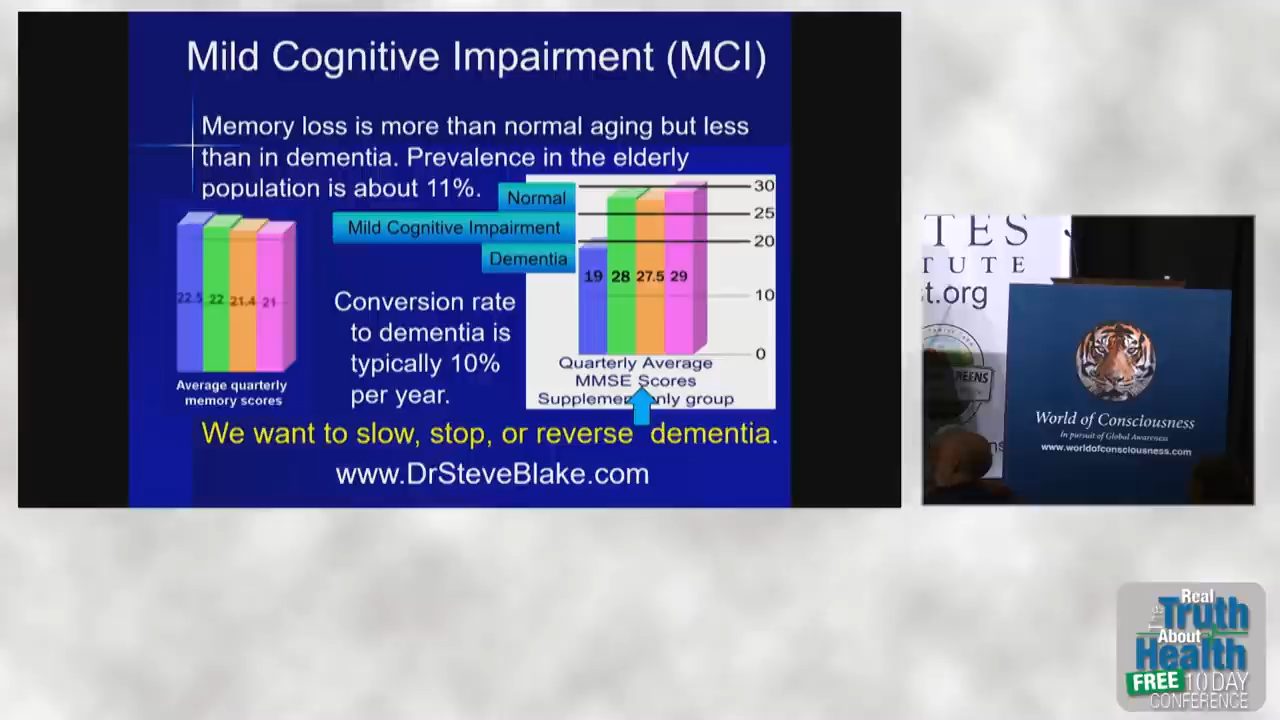 Mild Cognitive Impairment (MCI)
Memory loss is more than normal aging but less
than in dementia. Prevalence in the elderly
population is about 11%.
Normal
Mild Cognitive Impairment
Dementia
30
25
20
10
0
19 28 27.5 29
Quarterly Average
MMSE Scores
group
22.5 22 21.4 21
Average quarterly
memory scores
Conversion rate
to dementia is
typically 10%
per year.
We want to slow, stop, or reverse dementia.
www.DrSteveBlake.com
TES
TUTE
t.org
EENS
World of Consciousness
In pursuit of Global Awareness
www.worldofconsciousness.com
The Real
Truth
About
Health
FREE 10 DAY
CONFERENCE